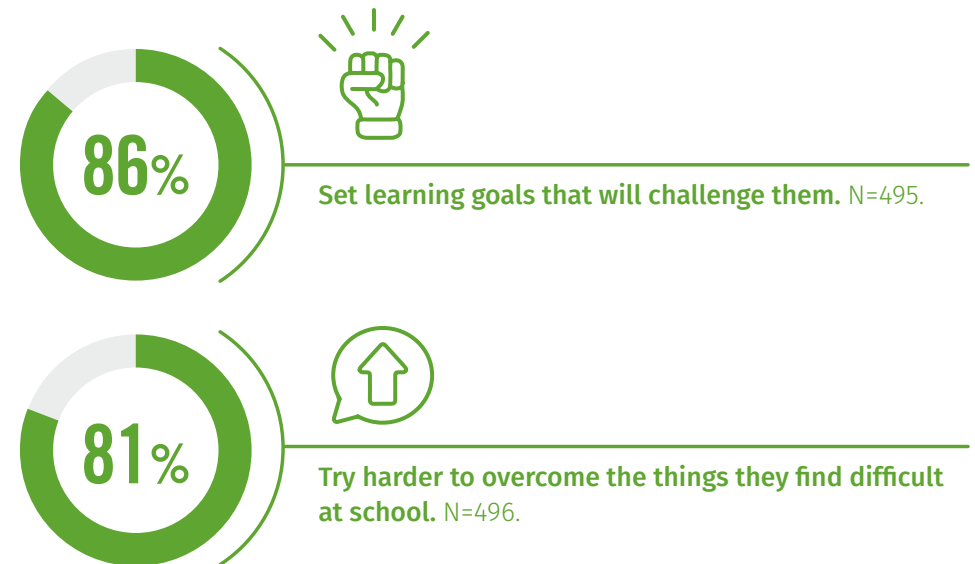 86%
Set learning goals that will challenge them. N=495.
81%
Try harder to overcome the things they find difficult
at school. N=496.